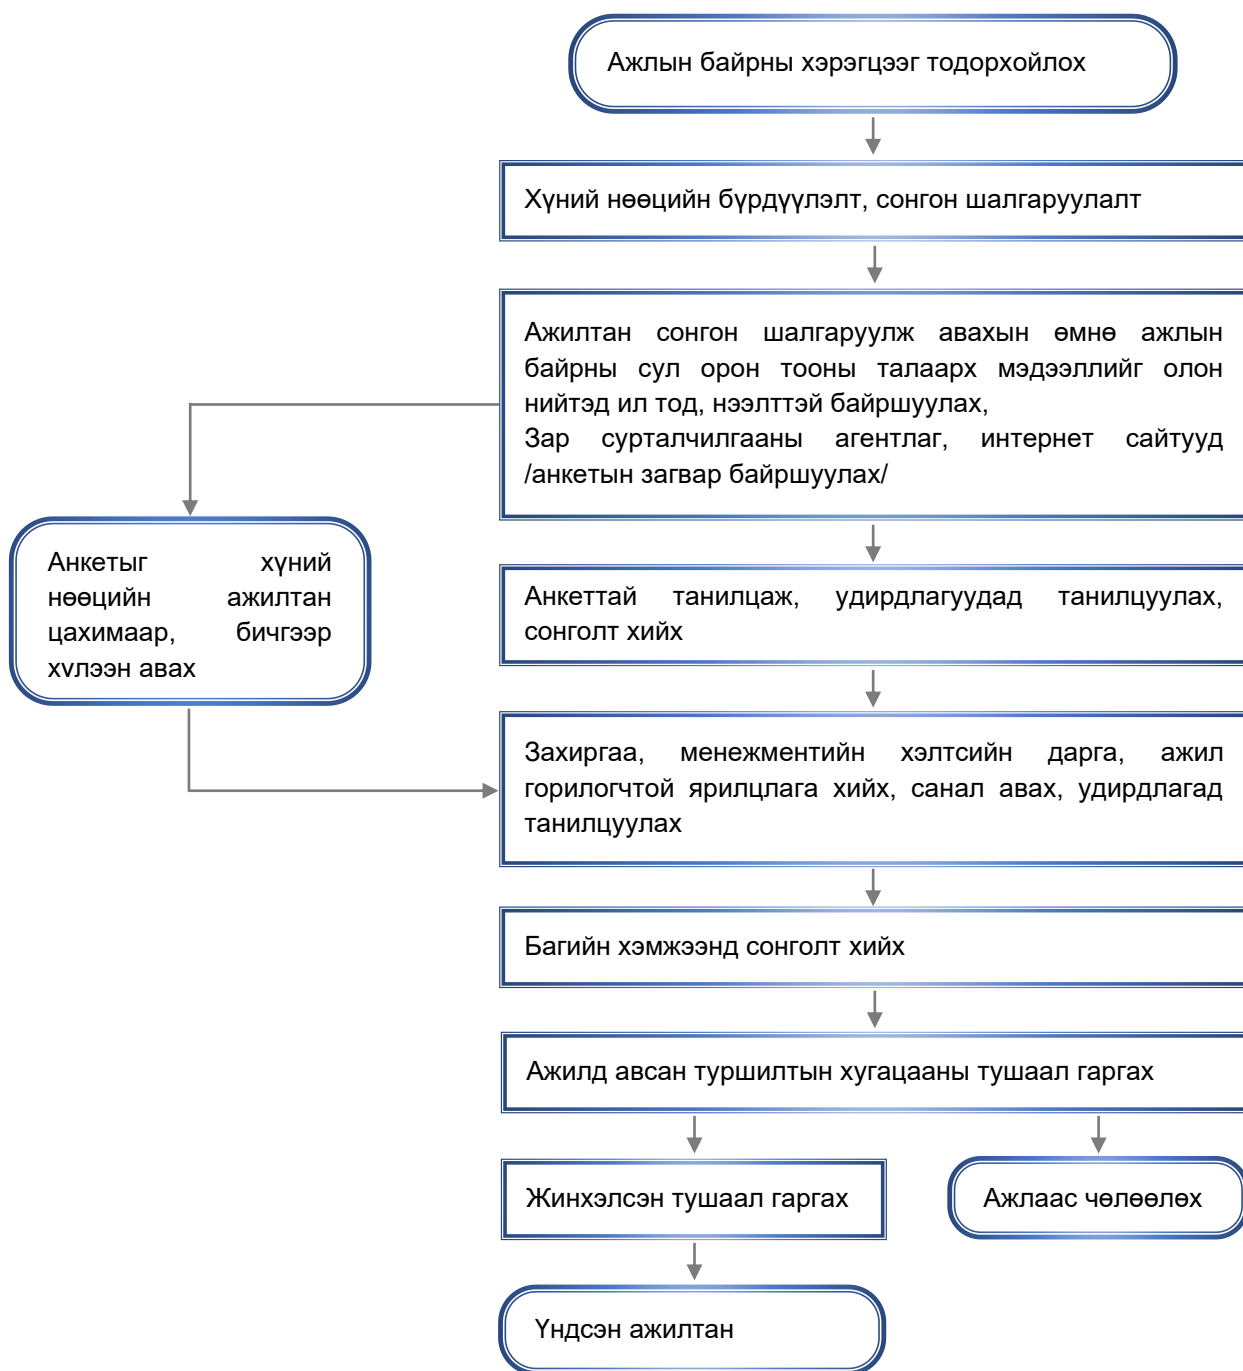 Ажлын байрны хэрэгцээг тодорхойлох
Хүний нөөцийн бүрдүүлэлт, сонгон шалгаруулалт
Ажилтан сонгон шалгаруулж авахын өмнө ажлын
байрны сул орон тооны талаарх мэдээллийг олон
нийтэд ил тод, нээлттэй байршуулах,
Зар сурталчилгааны агентлаг, интернет сайтууд
/анкетын загвар байршуулах/
Анкетыг хүний
нөөцийн ажилтан
цахимаар, бичгээр
хүлээн авах
Анкеттай танилцаж, удирдлагуудад танилцуулах,
сонголт хийх
Захиргаа, менежментийн хэлтсийн дарга, ажил
горилогчтой ярилцлага хийх, санал авах, удирдлагад
танилцуулах
Багийн хэмжээнд сонголт хийх
Ажилд авсан туршилтын хугацааны тушаал гаргах
Жинхэлсэн тушаал гаргах
Ажлаас чөлөөлөх
Үндсэн ажилтан